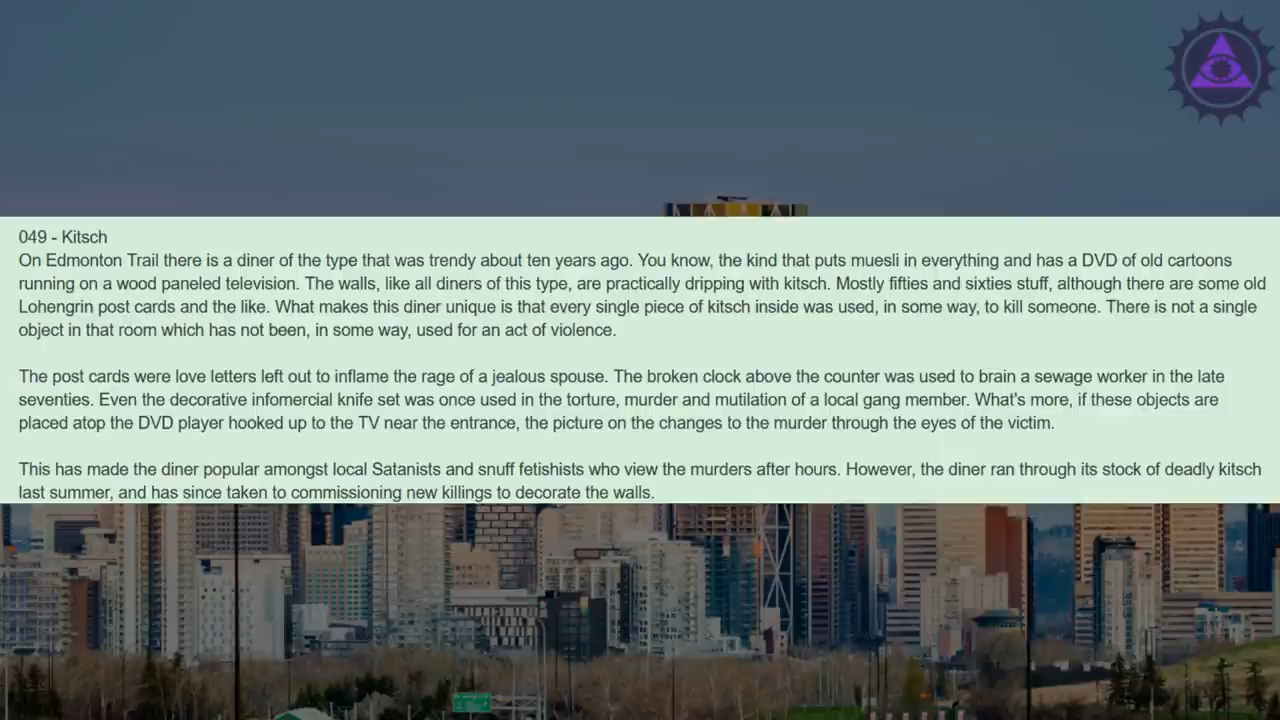 049 - Kitsch
On Edmonton Trail there is a diner of the type that was trendy about ten years ago. You know, the kind that puts muesli in everything and has a DVD of old cartoons
running on a wood paneled television. The walls, like all diners of this type, are practically dripping with kitsch. Mostly fifties and sixties stuff, although there are some old
Lohengrin post cards and the like. What makes this diner unique is that every single piece of kitsch inside was used, in some way, to kill someone. There is not a single
object in that room which has not been, in some way, used for an act of violence.
The post cards were love letters left out to inflame the rage of a jealous spouse. The broken clock above the counter was used to brain a sewage worker in the late
seventies. Even the decorative infomercial knife set was once used in the torture, murder and mutilation of a local gang member. What's more, if these objects are
placed atop the DVD player hooked up to the TV near the entrance, the picture on the changes to the murder through the eyes of the victim.
This has made the diner popular amongst local Satanists and snuff fetishists who view the murders after hours. However, the diner ran through its stock of deadly kitsch
last summer, and has since taken to commissioning new killings to decorate the walls.